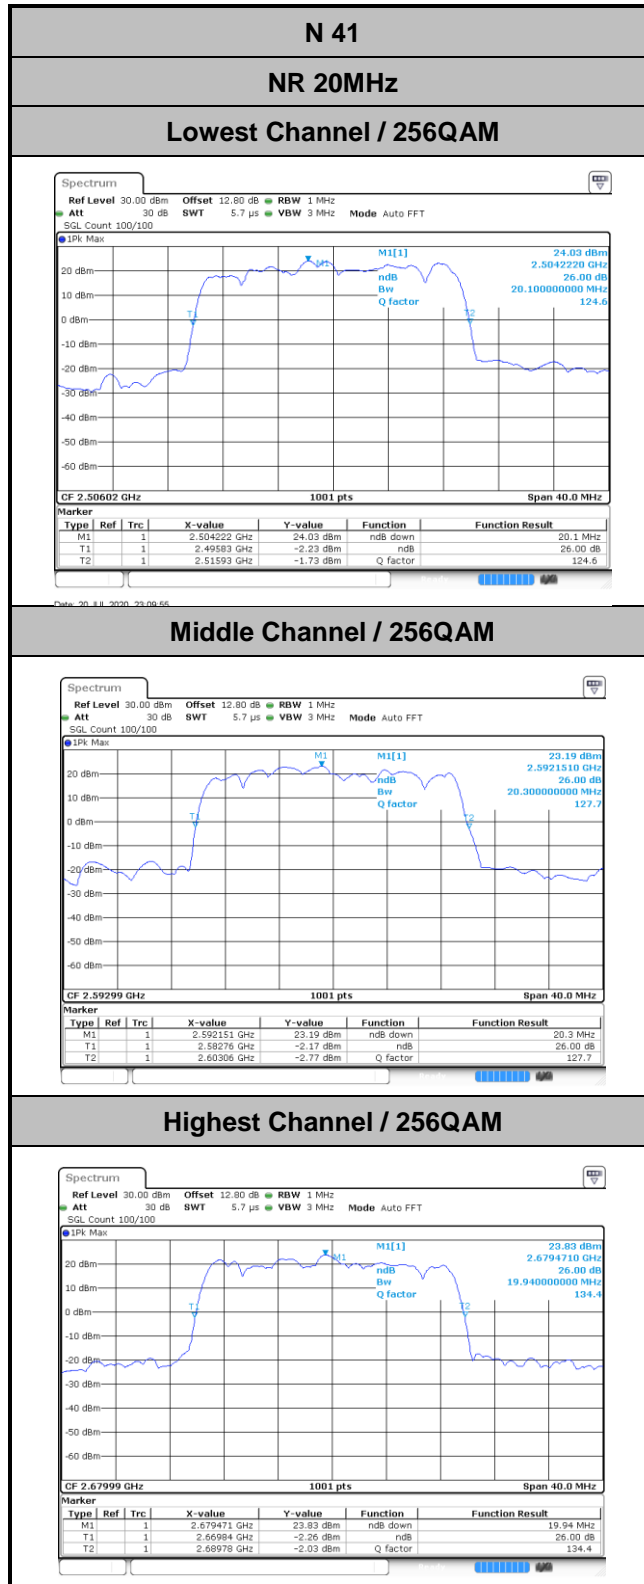 N 41
NR 20MHz
Lowest Channel / 256QAM
Spectrum
Ref Level 30.00 dBm Offset 12.80 dB RBW 1 MHz
Att 30 dB SWT 5.7 µs VBW 3 MHz Mode Auto FFT
SGL Count 100/100
1Pk Max
M1[1] 24.03 dBm
2.5042220 GHz
ndB 26.00 dB
Bw 20.100000000 MHz
Q factor 124.6
M1
T1
T2
20 dBm
10 dBm
0 dBm
-10 dBm
-20 dBm
-30 dBm
-40 dBm
-50 dBm
-60 dBm
CF 2.50602 GHz 1001 pts Span 40.0 MHz
Marker
Type Ref Trc X-value Y-value Function Function Result
M1 1 2.504222 GHz 24.03 dBm ndB down 20.1 MHz
T1 1 2.49583 GHz -2.23 dBm ndB 26.00 dB
T2 1 2.51593 GHz -1.73 dBm Q factor 124.6
Date: 20.JUL.2020 23:09:55
Middle Channel / 256QAM
Spectrum
Ref Level 30.00 dBm Offset 12.80 dB RBW 1 MHz
Att 30 dB SWT 5.7 µs VBW 3 MHz Mode Auto FFT
SGL Count 100/100
1Pk Max
M1[1] 23.19 dBm
2.5921510 GHz
ndB 26.00 dB
Bw 20.300000000 MHz
Q factor 127.7
M1
T1
T2
20 dBm
10 dBm
0 dBm
-10 dBm
-20 dBm
-30 dBm
-40 dBm
-50 dBm
-60 dBm
CF 2.59299 GHz 1001 pts Span 40.0 MHz
Marker
Type Ref Trc X-value Y-value Function Function Result
M1 1 2.592151 GHz 23.19 dBm ndB down 20.3 MHz
T1 1 2.58276 GHz -2.17 dBm ndB 26.00 dB
T2 1 2.60306 GHz -2.77 dBm Q factor 127.7
Highest Channel / 256QAM
Spectrum
Ref Level 30.00 dBm Offset 12.80 dB RBW 1 MHz
Att 30 dB SWT 5.7 µs VBW 3 MHz Mode Auto FFT
SGL Count 100/100
1Pk Max
M1[1] 23.83 dBm
2.6794710 GHz
ndB 26.00 dB
Bw 19.940000000 MHz
Q factor 134.4
M1
T1
T2
20 dBm
10 dBm
0 dBm
-10 dBm
-20 dBm
-30 dBm
-40 dBm
-50 dBm
-60 dBm
CF 2.67999 GHz 1001 pts Span 40.0 MHz
Marker
Type Ref Trc X-value Y-value Function Function Result
M1 1 2.679471 GHz 23.83 dBm ndB down 19.94 MHz
T1 1 2.66984 GHz -2.26 dBm ndB 26.00 dB
T2 1 2.68978 GHz -2.03 dBm Q factor 134.4